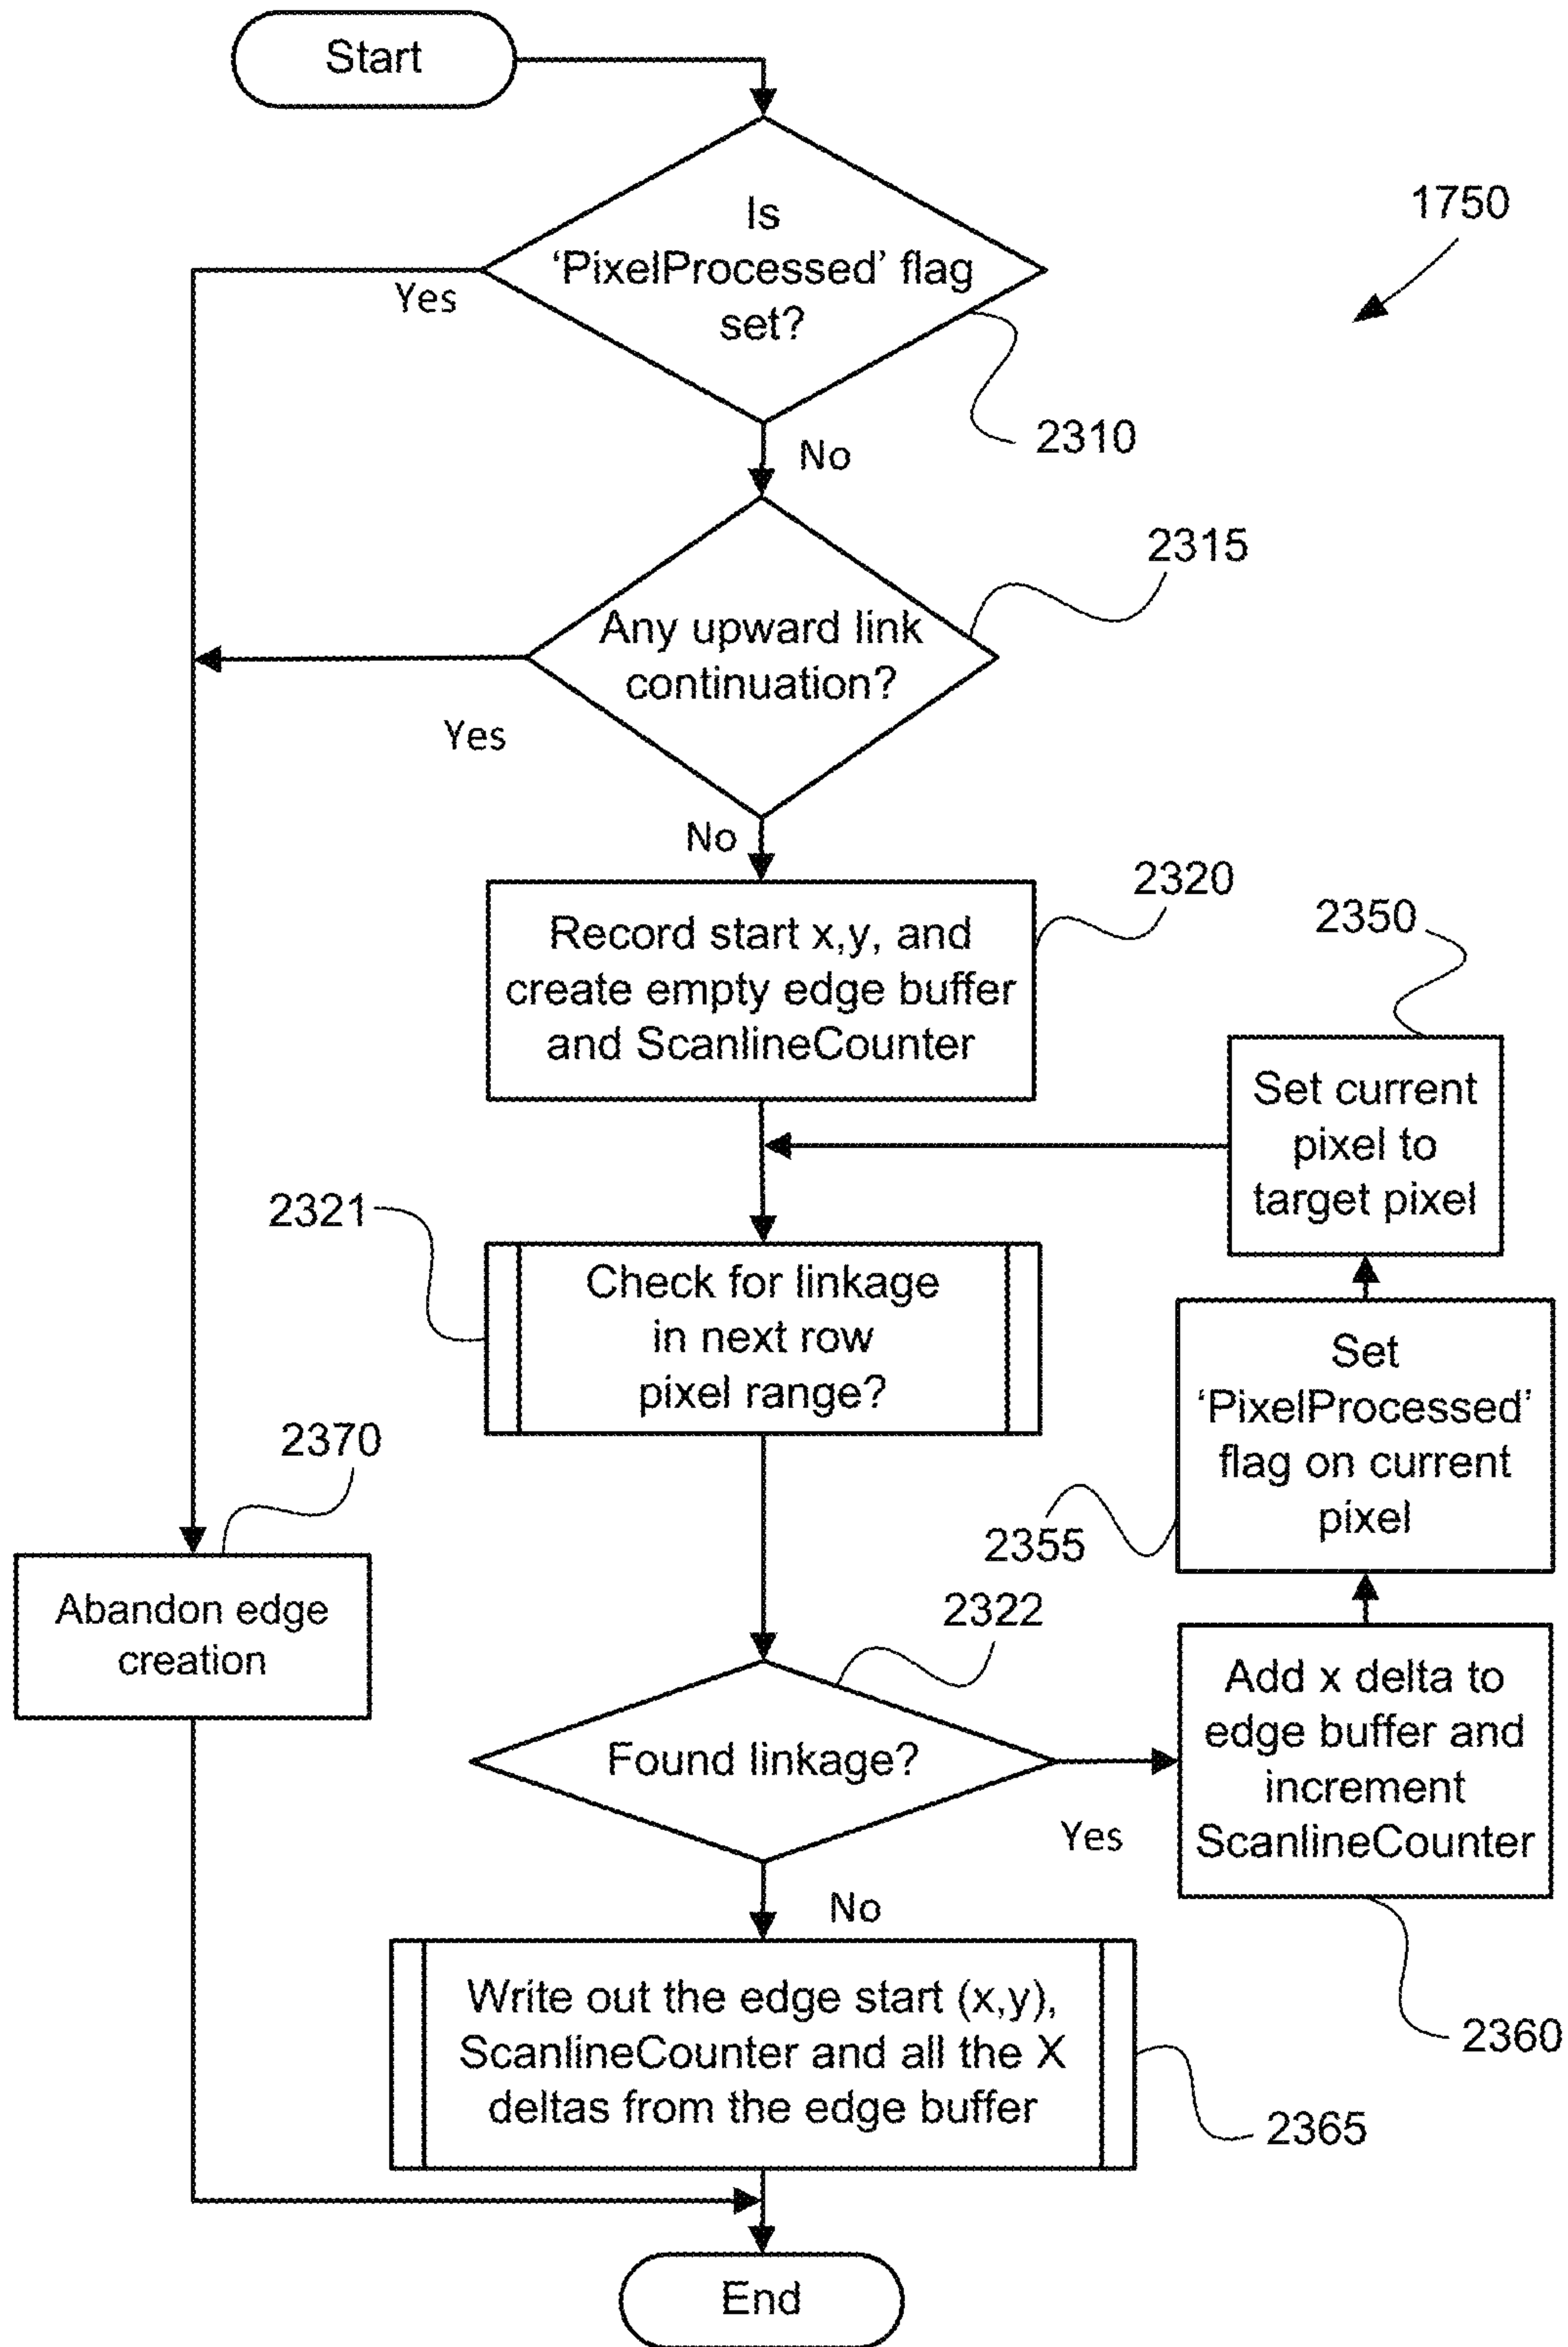 Start
Is
‘PixelProcessed’ flag
set?
1750
Yes
2310
No
2315
Any upward link
continuation?
Yes
No
2320
Record start x,y, and
create empty edge buffer
and ScanlineCounter
2350
Set current
pixel to
target pixel
2321
Check for linkage
in next row
pixel range?
Set
‘PixelProcessed’
flag on current
pixel
2355
2370
Abandon edge
creation
2322
Found linkage?
Yes
Add x delta to
edge buffer and
increment
ScanlineCounter
2360
No
Write out the edge start (x,y),
ScanlineCounter and all the X
deltas from the edge buffer
2365
End